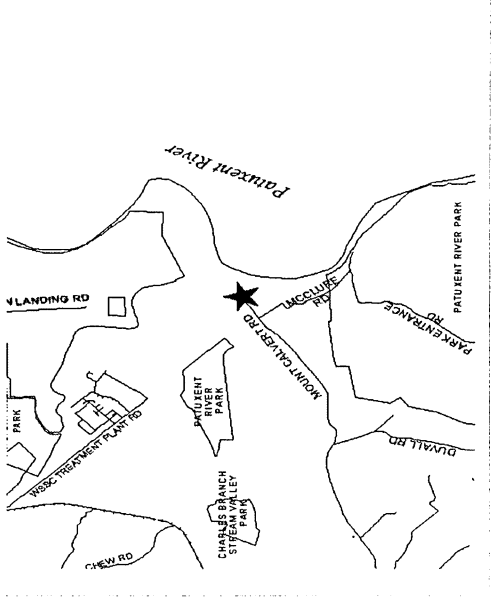 Patuxent River
N LANDING RD
MCCLURE
RD
PATUXENT RIVER PARK
PARK ENTRANCE
RD
MOUNT CALVERT RD
PATUXENT
RIVER
PARK
PARK
WSSC TREATMENT PLANT RD
DUVALL RD
CHARLES BRANCH
STREAM VALLEY
PARK
CHEW RD